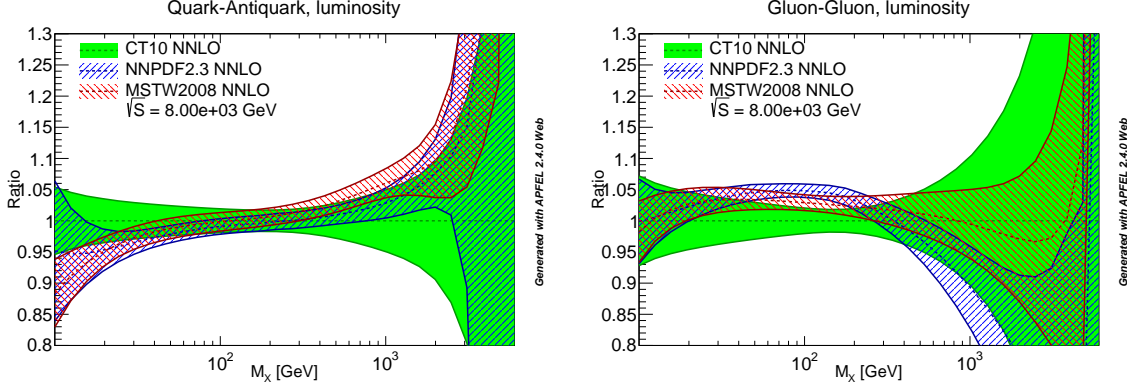 Quark-Antiquark, luminosity
1.3
1.25
1.2
1.15
1.1
1.05
1
0.95
0.9
0.85
0.8
Ratio
CT10 NNLO
NNPDF2.3 NNLO
MSTW2008 NNLO
√S = 8.00e+03 GeV
10²
10³
M_X [GeV]
Generated with APFEL 2.4.0 Web
Gluon-Gluon, luminosity
1.3
1.25
1.2
1.15
1.1
1.05
1
0.95
0.9
0.85
0.8
Ratio
CT10 NNLO
NNPDF2.3 NNLO
MSTW2008 NNLO
√S = 8.00e+03 GeV
10²
10³
M_X [GeV]
Generated with APFEL 2.4.0 Web